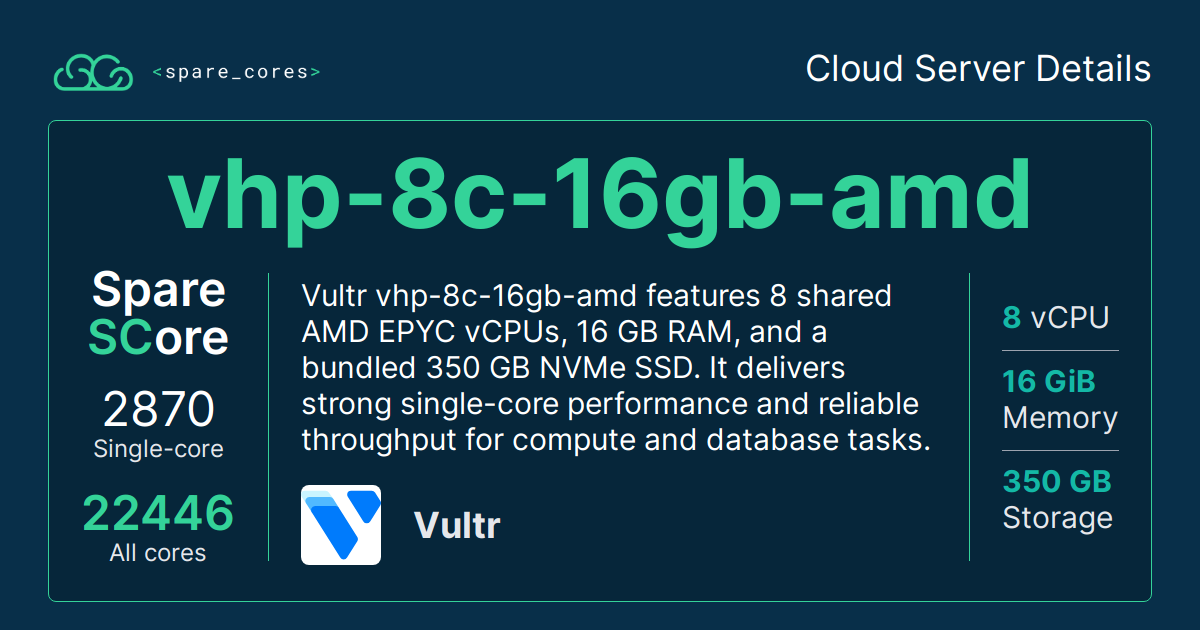 <spare_cores>
Cloud Server Details
vhp-8c-16gb-amd
Spare
SCore
2870
Single-core
22446
All cores
Vultr vhp-8c-16gb-amd features 8 shared
AMD EPYC vCPUs, 16 GB RAM, and a
bundled 350 GB NVMe SSD. It delivers
strong single-core performance and reliable
throughput for compute and database tasks.
Vultr
8 vCPU
16 GiB
Memory
350 GB
Storage